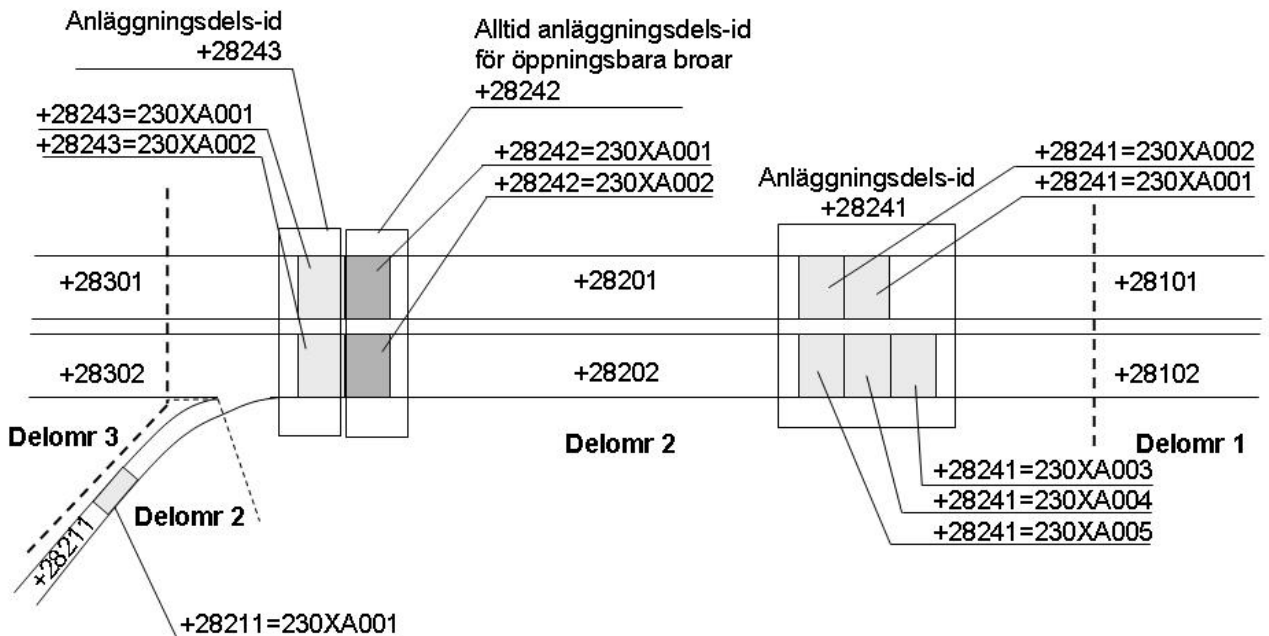 Anläggningsdels-id
+28243
Alltid anläggningsdels-id
för öppningsbara broar
+28242
+28243=230XA001
+28243=230XA002
+28242=230XA001
+28242=230XA002
Anläggningsdels-id
+28241
+28241=230XA002
+28241=230XA001
+28301
+28201
+28101
+28302
+28202
+28102
Delomr 3
Delomr 2
Delomr 1
+28241=230XA003
+28241=230XA004
+28241=230XA005
Delomr 2
+28211
+28211=230XA001